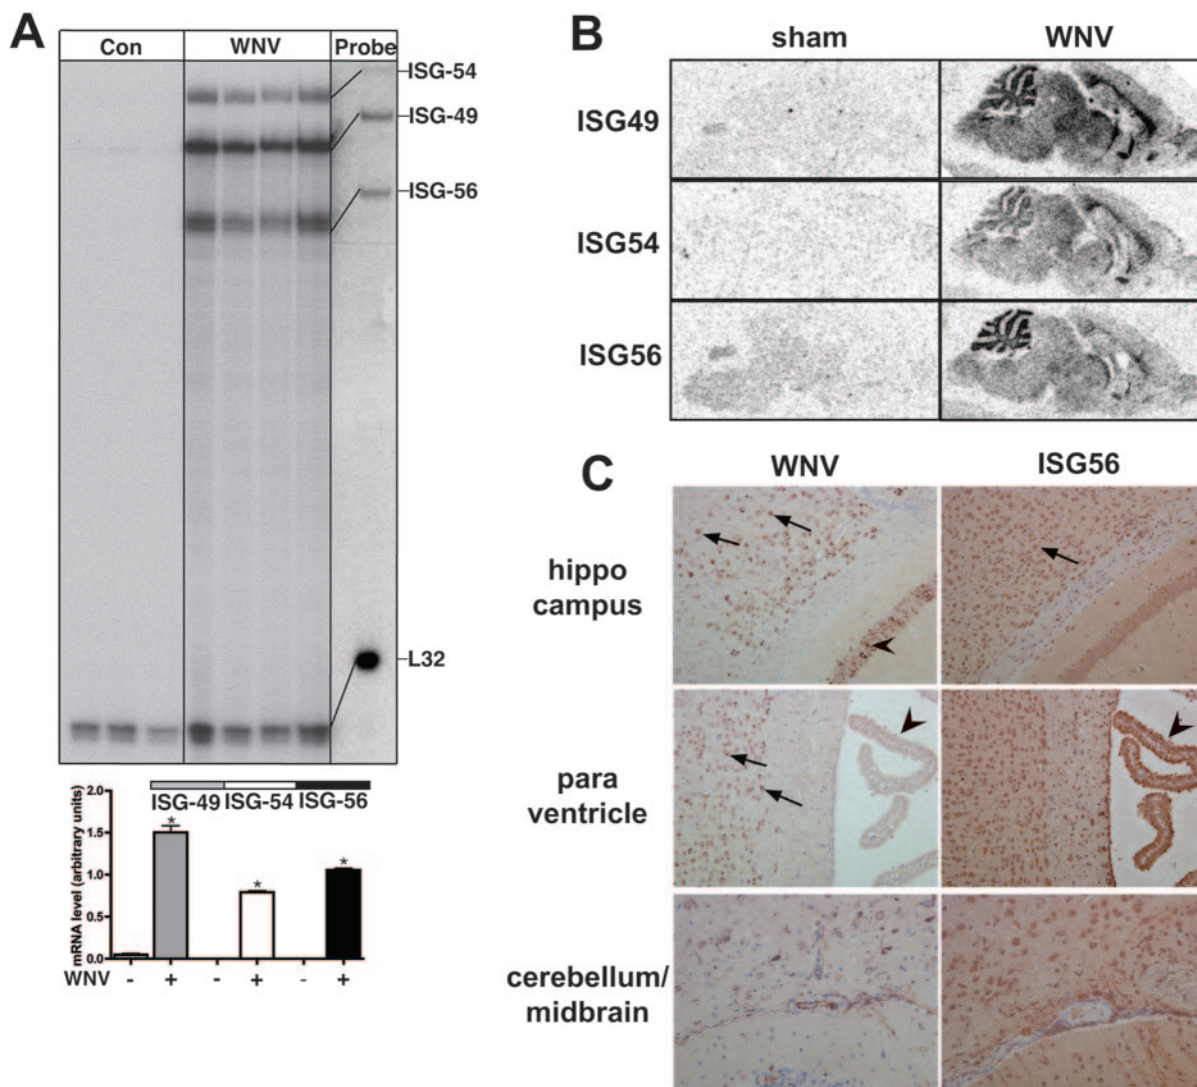 A
Con WNV Probe
ISG-54
ISG-49
ISG-56
L32
ISG-49 ISG-54 ISG-56
mRNA level (arbitrary units)
2.0
1.5
1.0
0.5
0.0
* * *
WNV - + - + - +
B
sham WNV
ISG49
ISG54
ISG56
C
WNV ISG56
hippo
campus
para
ventricle
cerebellum/
midbrain